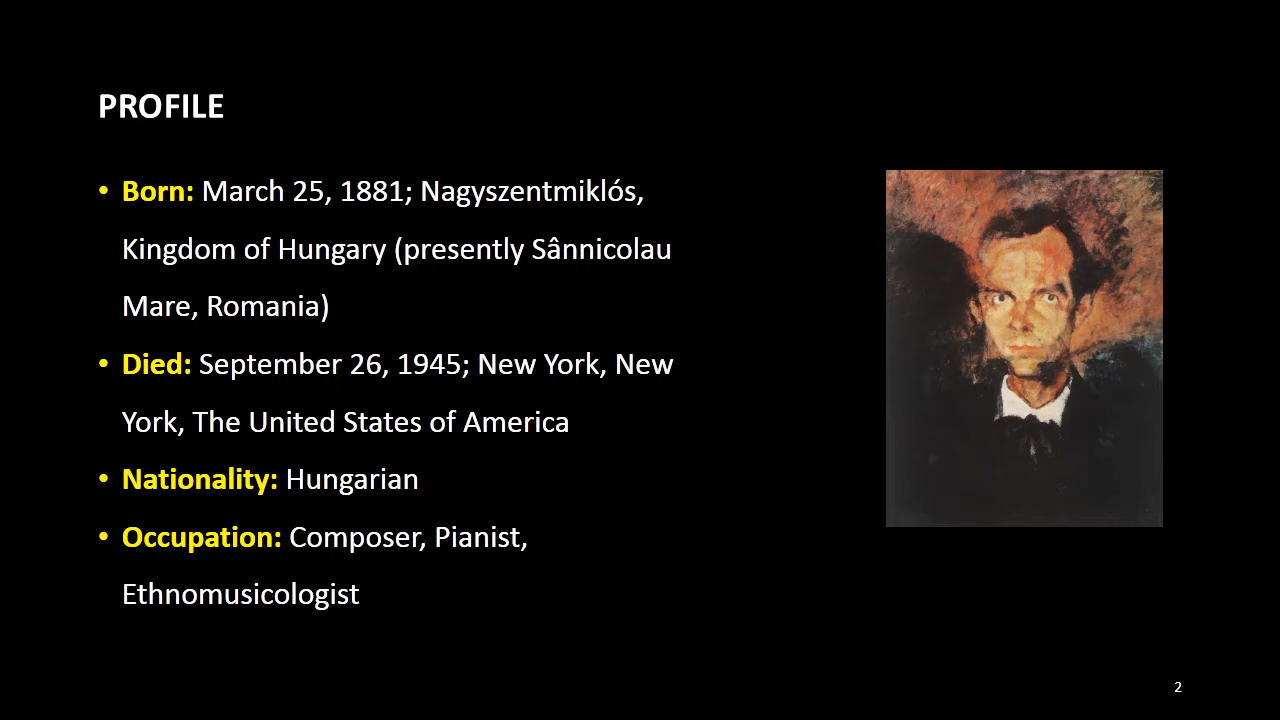 PROFILE
• Born: March 25, 1881; Nagyszentmiklós,
Kingdom of Hungary (presently Sânnicolau
Mare, Romania)
• Died: September 26, 1945; New York, New
York, The United States of America
• Nationality: Hungarian
• Occupation: Composer, Pianist,
Ethnomusicologist
2